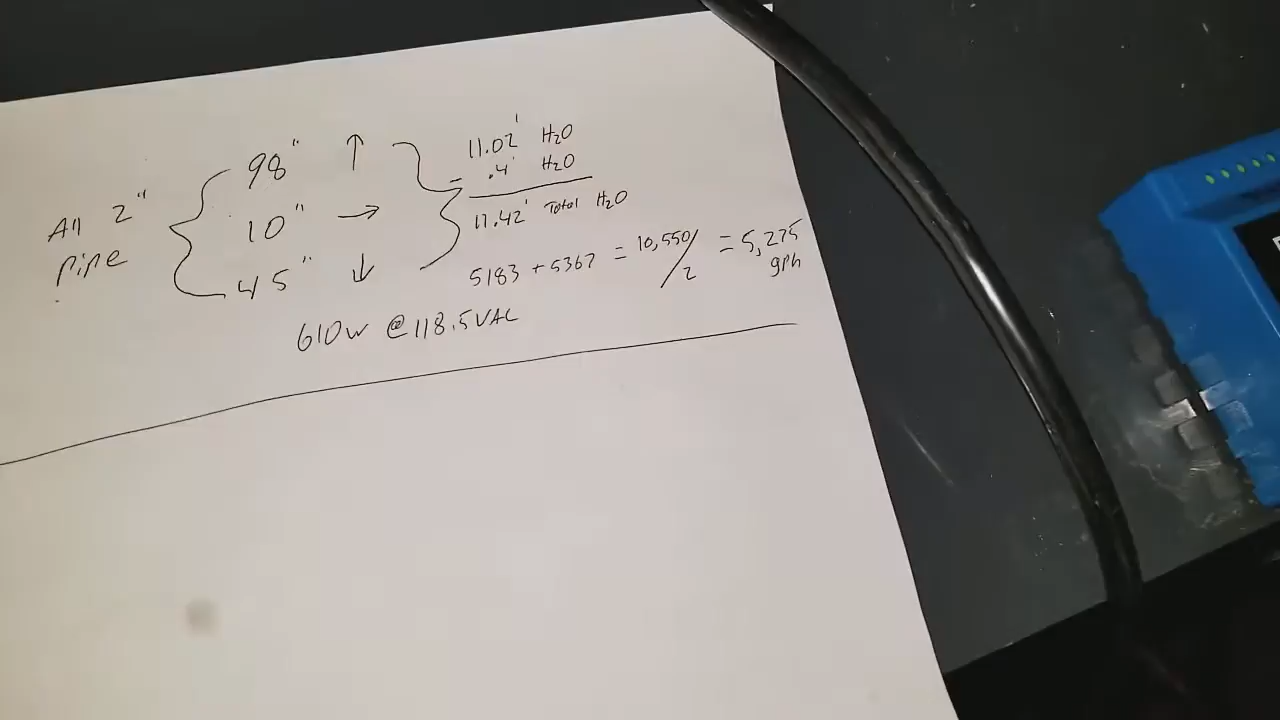 All 2"
Pipe
98" ↑
10" →
45" ↓
11.02' H2O
.4' H2O
11.42' Total H2O
5183 + 5367 = 10,550/2 = 5,275
gph
610W @ 118.5VAC